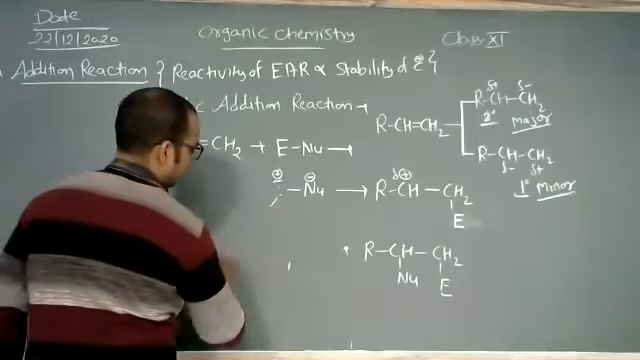 Date
22/12/2020
Organic chemistry
Class-XI
Addition Reaction } { Reactivity of EAR ∝ Stability of
Addition Reaction →
R-CH=CH₂
δ+ δ-
R-CH-CH₂
2° major
=CH₂ + E-Nu →
R-CH-CH₂
δ- δ+
1° minor
⊕ ⊖
-Nu → R-CH-CH₂
δ⊕
E
R-CH-CH₂
Nu E